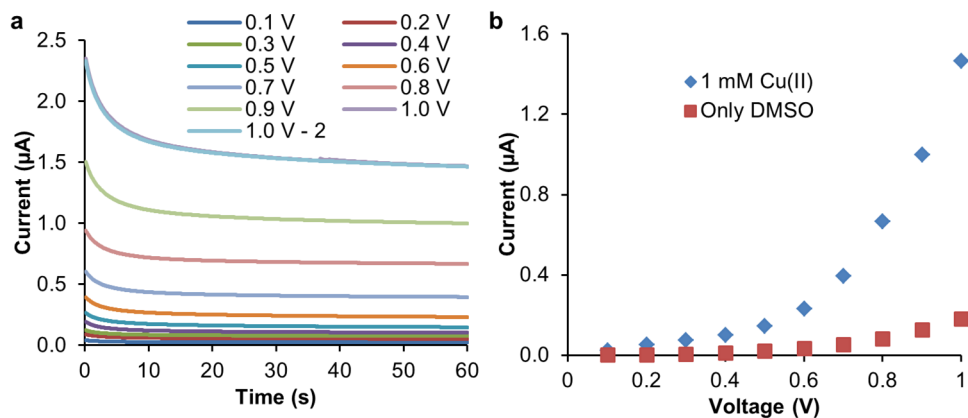 a
0.1 V 0.2 V
0.3 V 0.4 V
0.5 V 0.6 V
0.7 V 0.8 V
0.9 V 1.0 V
1.0 V - 2
Current (µA)
2.5
2.0
1.5
1.0
0.5
0.0
0 10 20 30 40 50 60
Time (s)
b
1 mM Cu(II)
Only DMSO
Current (µA)
1.6
1.2
0.8
0.4
0.0
0 0.2 0.4 0.6 0.8 1
Voltage (V)